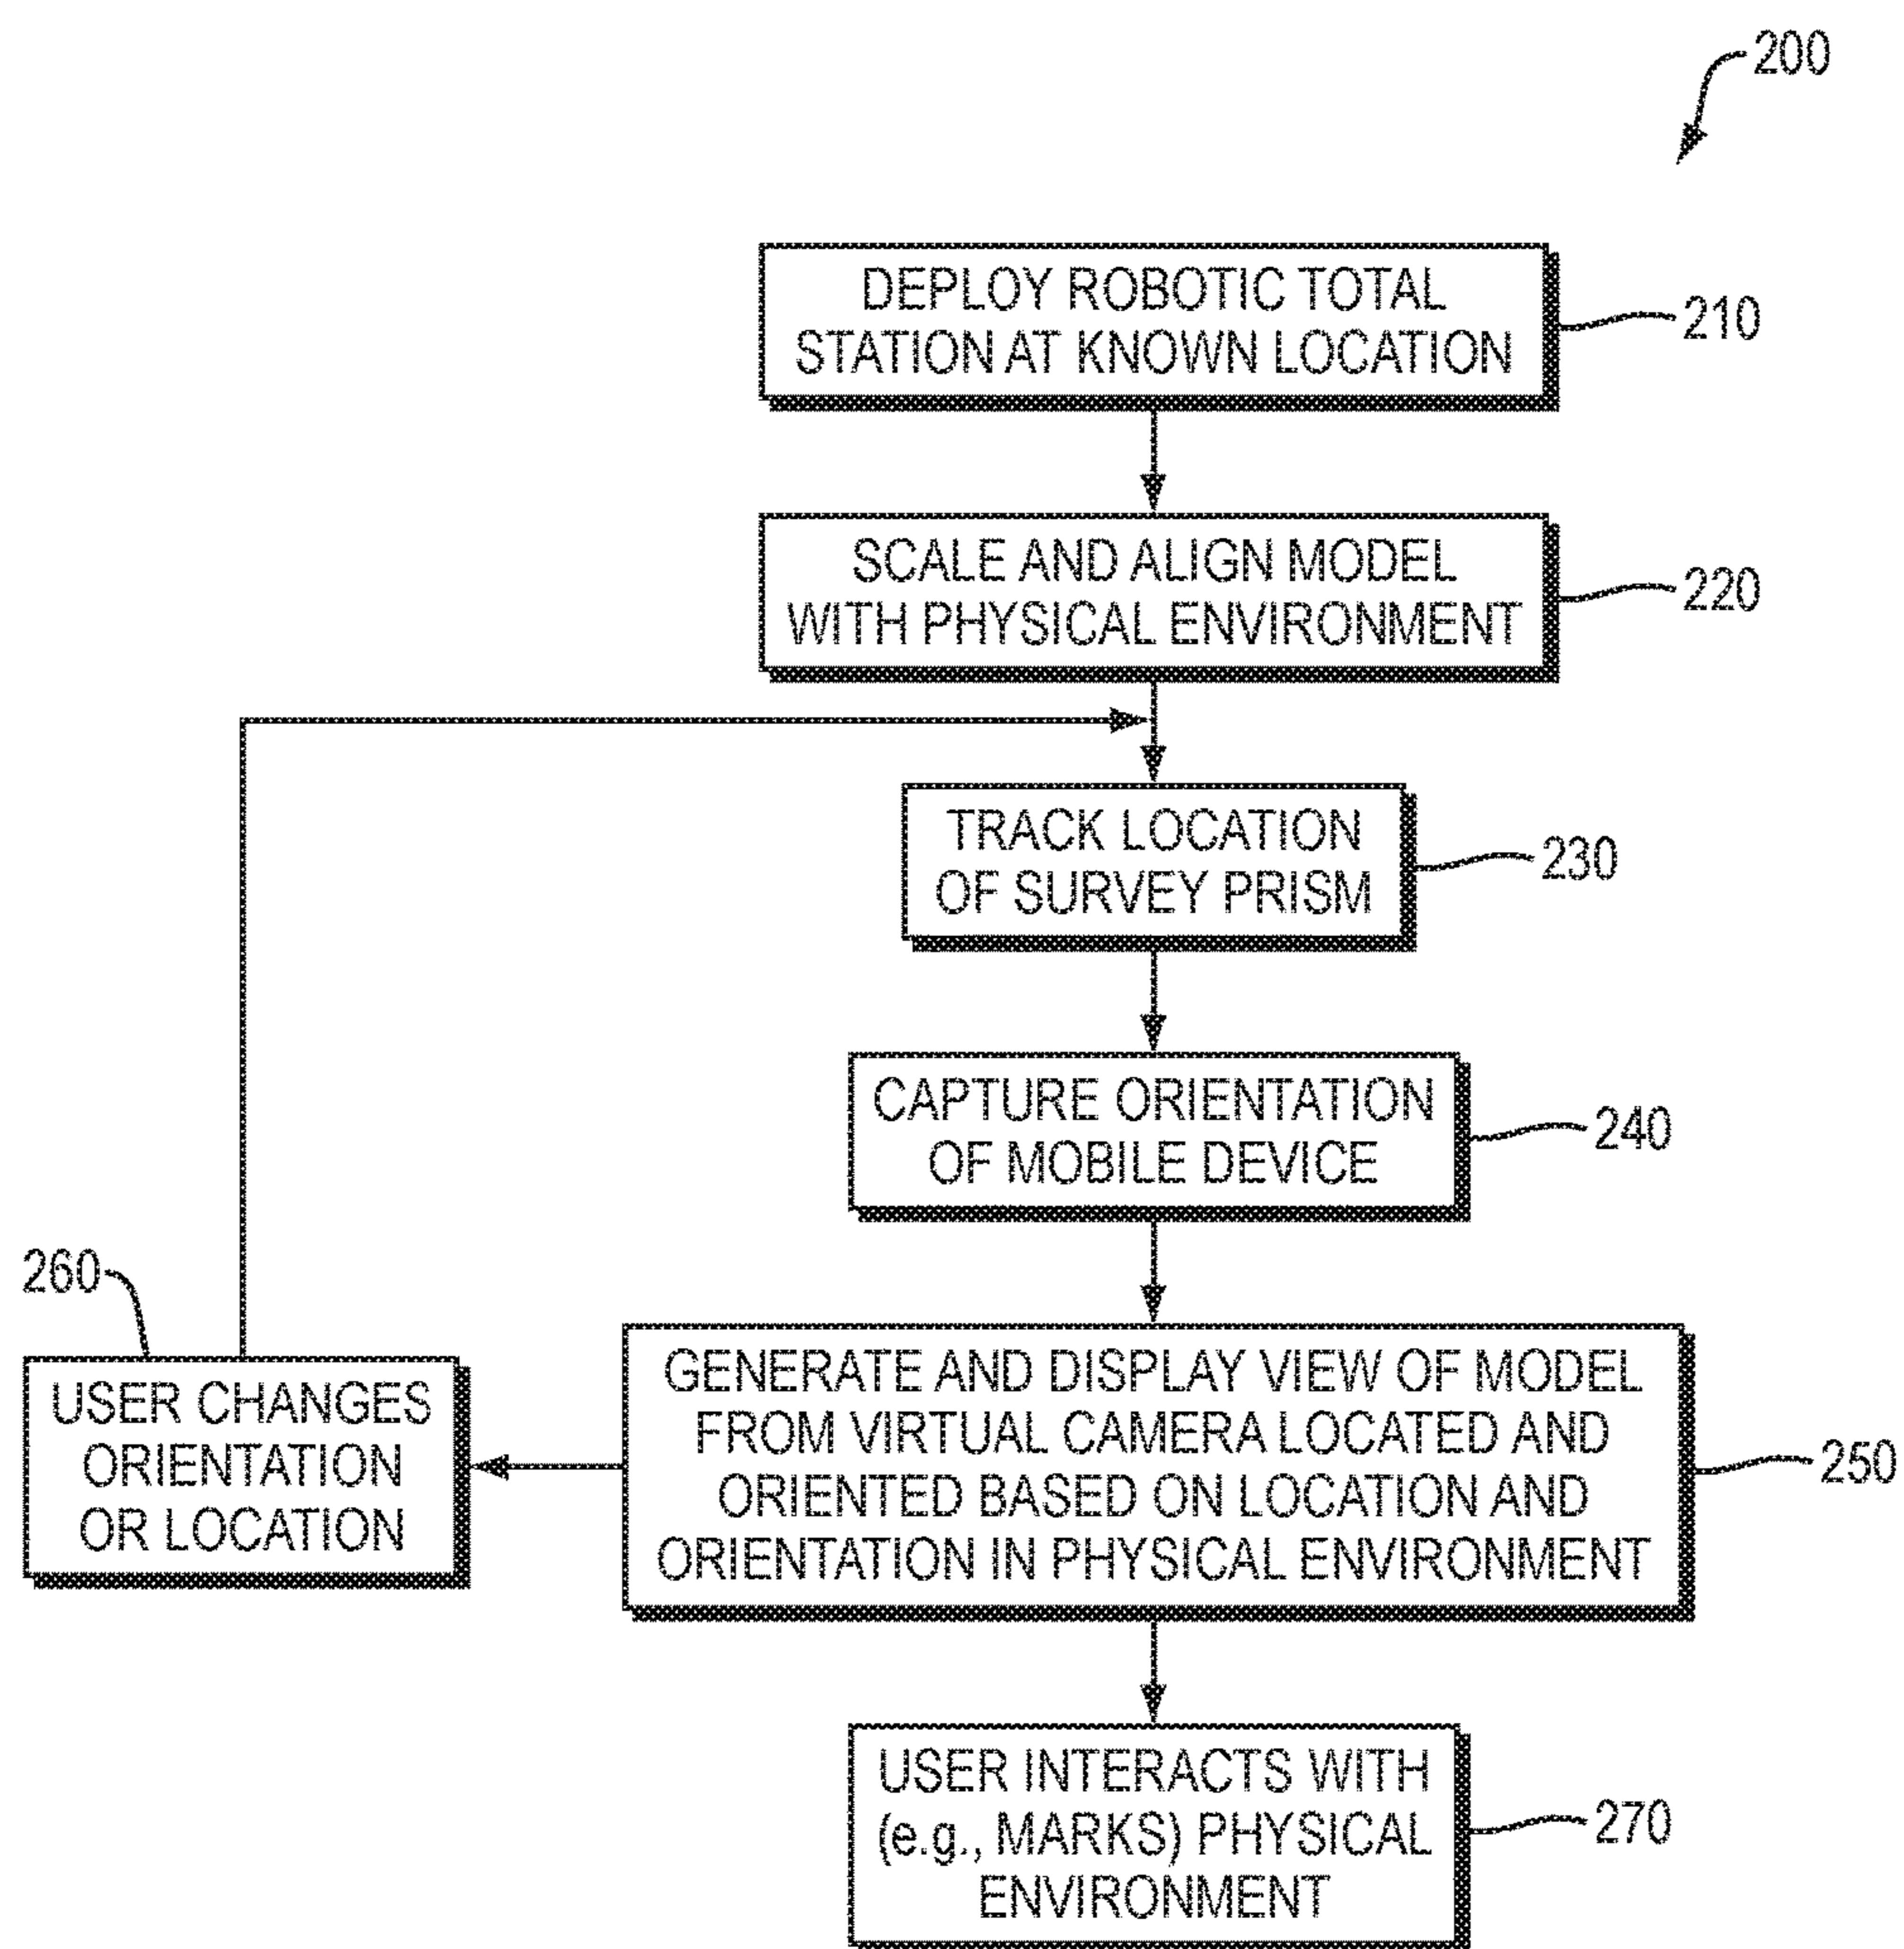 200
DEPLOY ROBOTIC TOTAL
STATION AT KNOWN LOCATION
210
SCALE AND ALIGN MODEL
WITH PHYSICAL ENVIRONMENT
220
TRACK LOCATION
OF SURVEY PRISM
230
CAPTURE ORIENTATION
OF MOBILE DEVICE
240
260
USER CHANGES
ORIENTATION
OR LOCATION
GENERATE AND DISPLAY VIEW OF MODEL
FROM VIRTUAL CAMERA LOCATED AND
ORIENTED BASED ON LOCATION AND
ORIENTATION IN PHYSICAL ENVIRONMENT
250
USER INTERACTS WITH
(e.g., MARKS) PHYSICAL
ENVIRONMENT
270